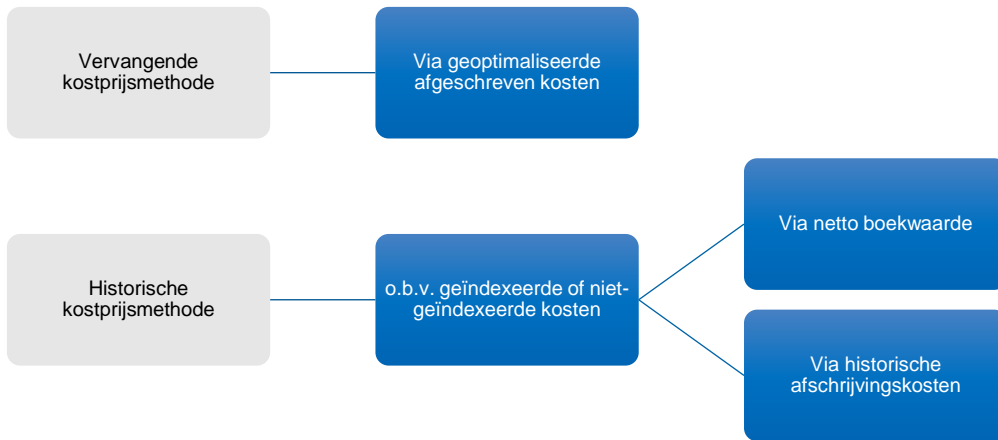 Vervangende
kostprijsmethode
Via geoptimaliseerde
afgeschreven kosten
Historische
kostprijsmethode
o.b.v. geïndexeerde of niet-
geïndexeerde kosten
Via netto boekwaarde
Via historische
afschrijvingskosten